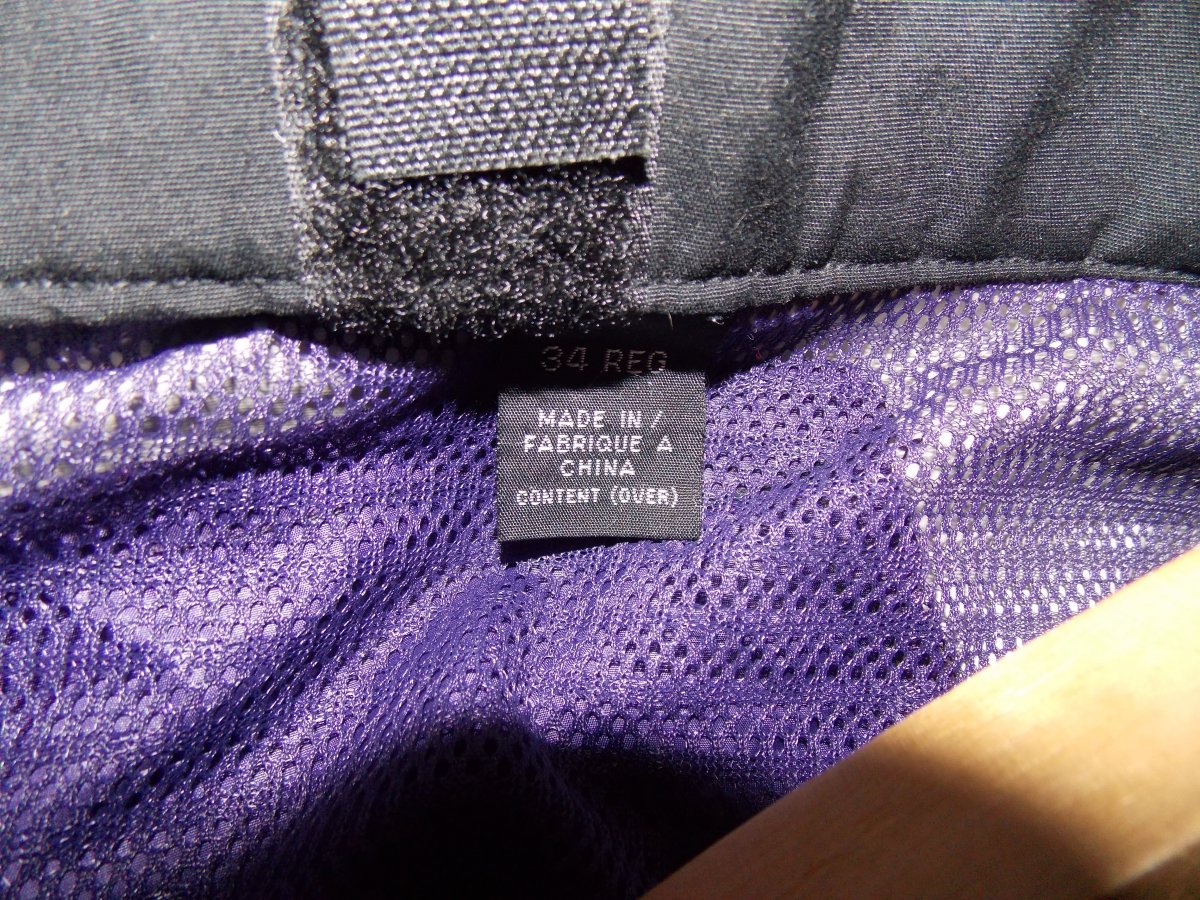 34 REG
MADE IN /
FABRIQUE A
CHINA
CONTENT (OVER)